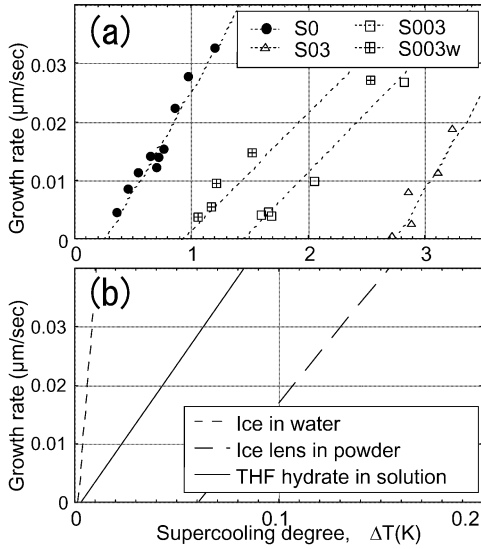 (a)
S0
S003
S03
S003w
Growth rate (μm/sec)
0.03
0.02
0.01
0
0
1
2
3
(b)
Growth rate (μm/sec)
0.03
0.02
0.01
0
Ice in water
Ice lens in powder
THF hydrate in solution
0
0.1
0.2
Supercooling degree, ΔT(K)